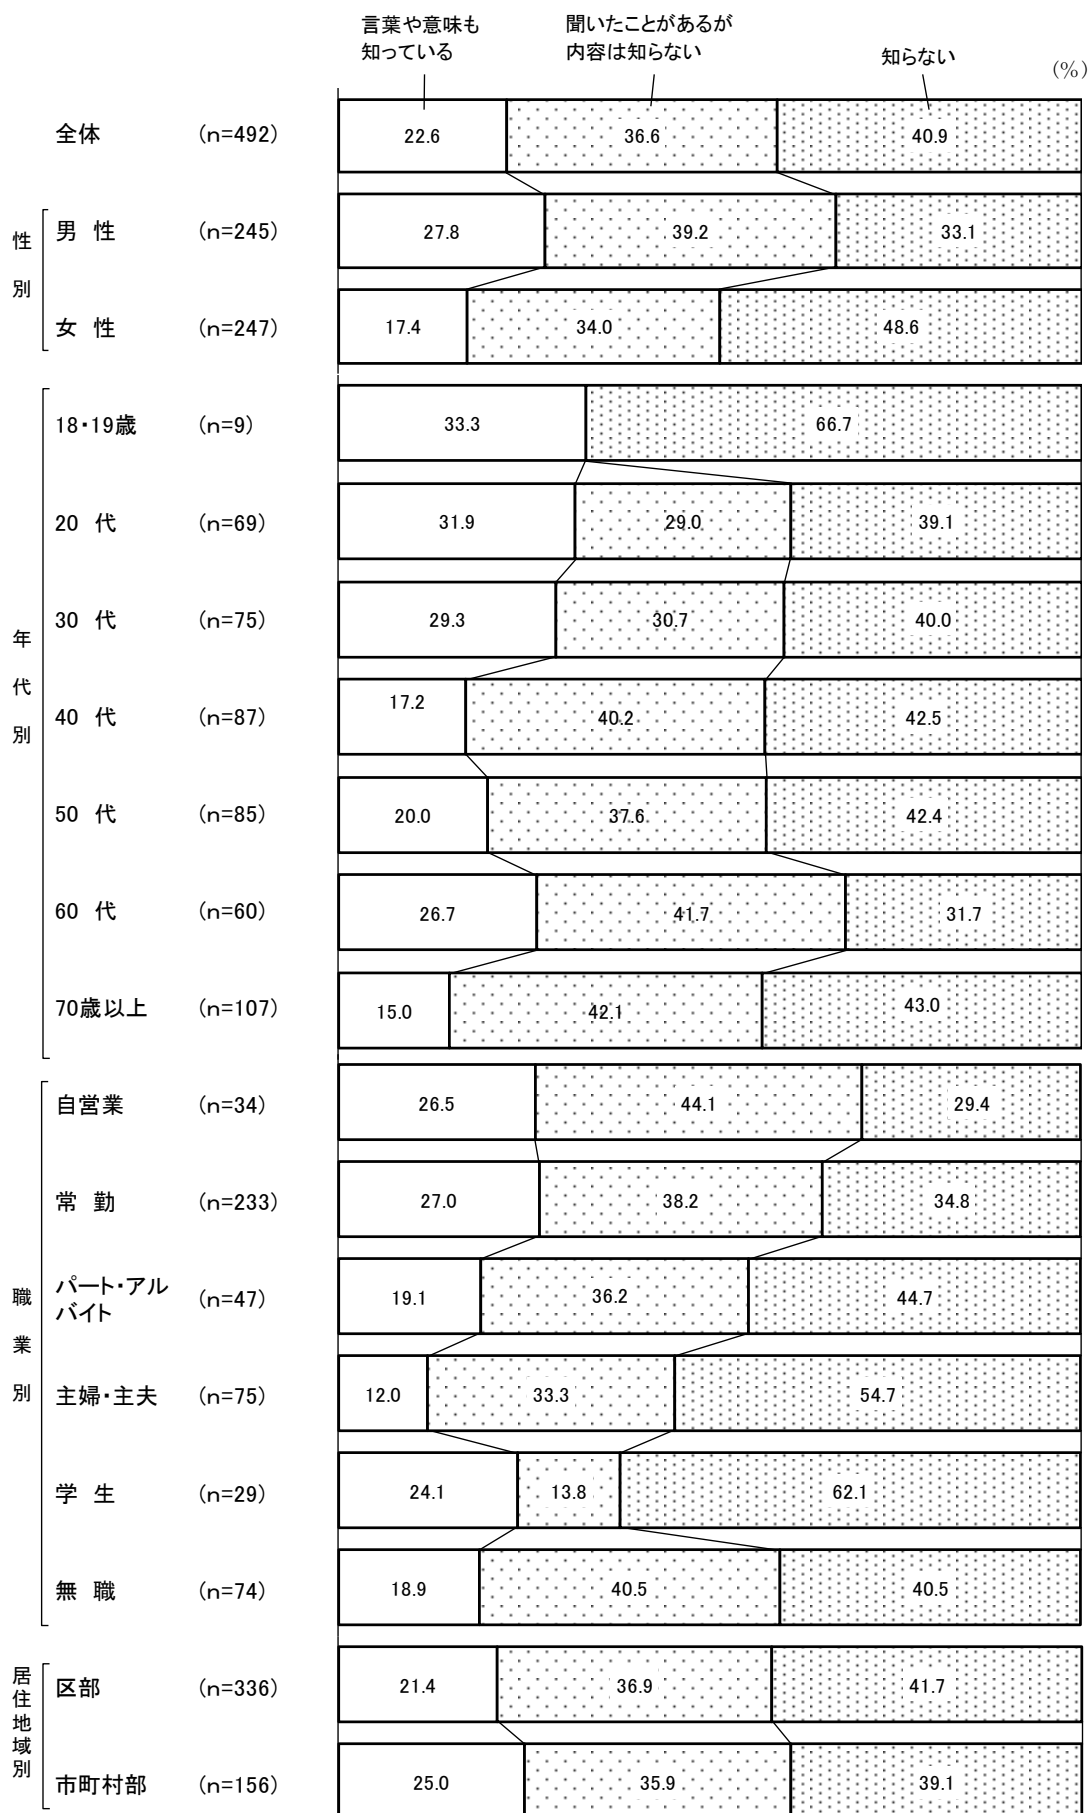 言葉や意味も
知っている
聞いたことがあるが
内容は知らない
知らない
(%)
全体 (n=492) 22.6 36.6 40.9
性別
男 性 (n=245) 27.8 39.2 33.1
女 性 (n=247) 17.4 34.0 48.6
年代別
18・19歳 (n=9) 33.3 66.7
20 代 (n=69) 31.9 29.0 39.1
30 代 (n=75) 29.3 30.7 40.0
40 代 (n=87) 17.2 40.2 42.5
50 代 (n=85) 20.0 37.6 42.4
60 代 (n=60) 26.7 41.7 31.7
70歳以上 (n=107) 15.0 42.1 43.0
職業別
自営業 (n=34) 26.5 44.1 29.4
常 勤 (n=233) 27.0 38.2 34.8
パート・アル
バイト (n=47) 19.1 36.2 44.7
主婦・主夫 (n=75) 12.0 33.3 54.7
学 生 (n=29) 24.1 13.8 62.1
無 職 (n=74) 18.9 40.5 40.5
居住地域別
区部 (n=336) 21.4 36.9 41.7
市町村部 (n=156) 25.0 35.9 39.1